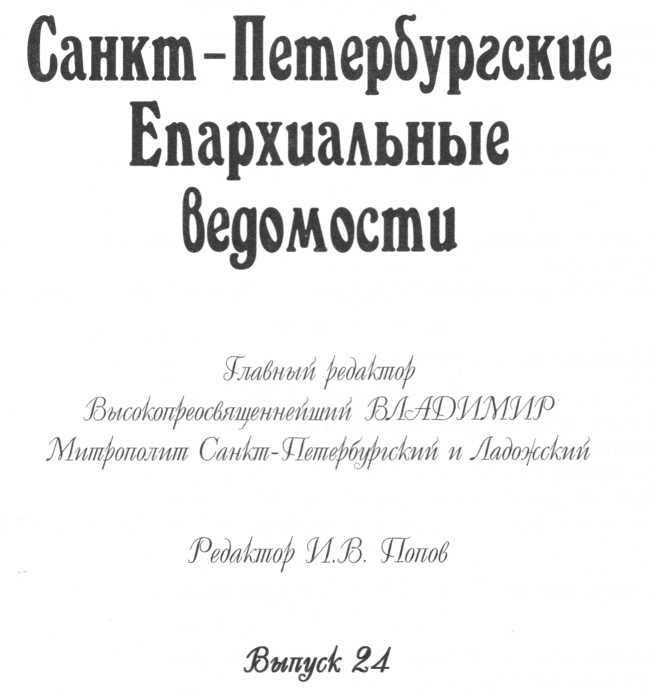 Санкт-Петербургские
Епархиальные
ведомости
Главный редактор
Высокопреосвященнейший ВЛАДИМИР
Митрополит Санкт-Петербургский и Ладожский
Редактор И.В. Попов
Выпуск 24